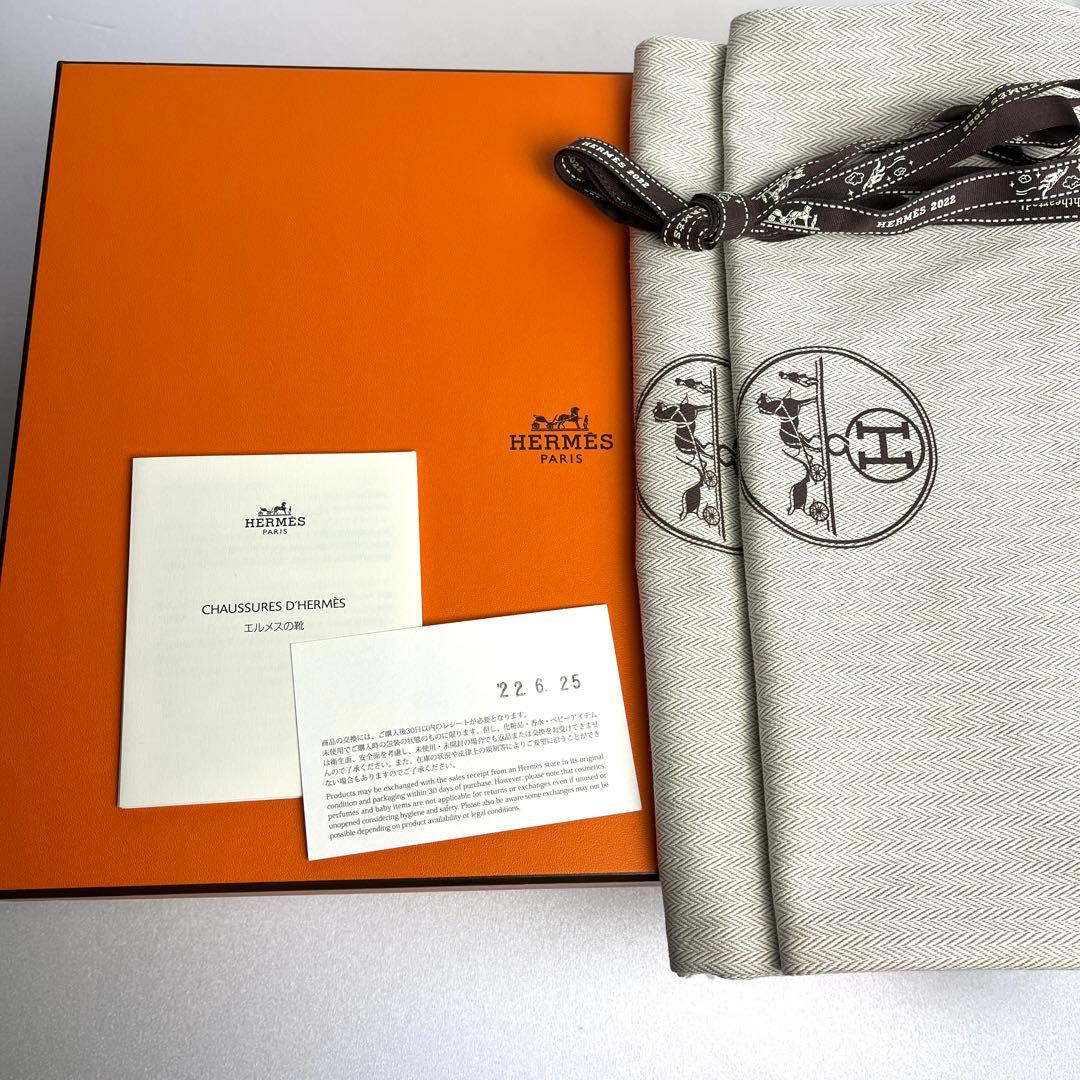 HERMÈS
PARIS
HERMÈS
PARIS
CHAUSSURES D'HERMÈS
エルメスの靴
'22. 6. 25
商品の交換には、ご購入後30日以内のレシートが必要となります。
未使用でご購入時の包装の状態のものに限ります。但し、化粧品・香水・ベビーアイテム
は衛生面、安全面を考慮し、未使用・未開封の場合でも返品または交換をお受けできませ
んのでご了承ください。また、在庫の状況や法律上の規制等によりご要望に沿うことができ
ない場合もありますのでご了承ください。
Products may be exchanged with the sales receipt from an Hermès store in its original
condition and packaging within 30 days of purchase. However, please note that cosmetics,
perfumes and baby items are not applicable for returns or exchanges even if unused or
unopened considering hygiene and safety. Please also be aware some exchanges may not be
possible depending on product availability or legal conditions.
HERMÈS 2022
HERMÈS 2022
HERMÈS 2022
H